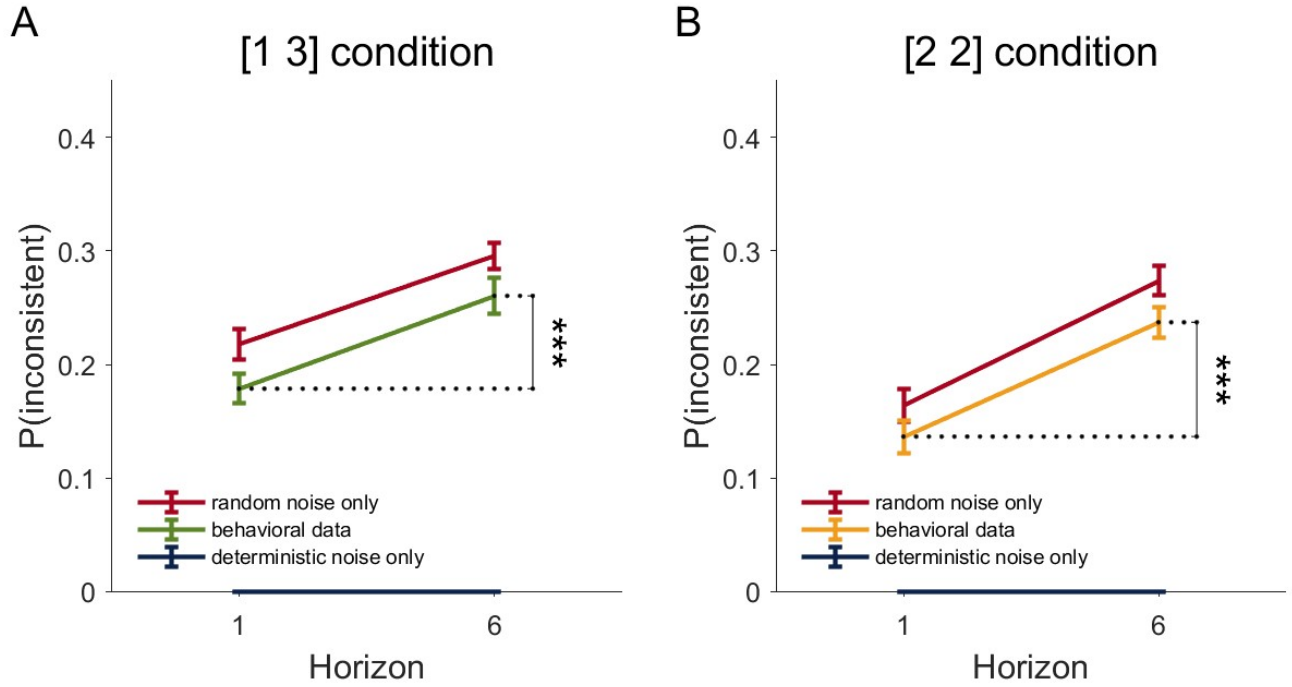 A
[1 3] condition
0.4
0.3
0.2
0.1
0
P(inconsistent)
***
random noise only
behavioral data
deterministic noise only
1 6
Horizon
B
[2 2] condition
0.4
0.3
0.2
0.1
0
P(inconsistent)
***
random noise only
behavioral data
deterministic noise only
1 6
Horizon